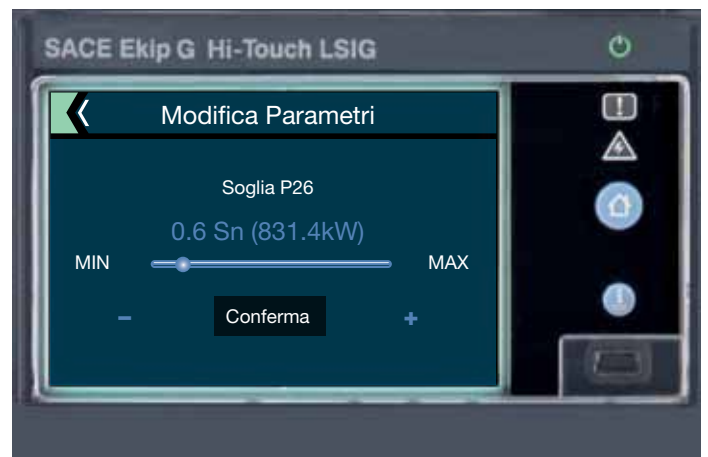 SACE Ekip G Hi-Touch LSIG
Modifica Parametri
Soglia P26
0.6 Sn (831.4kW)
MIN MAX
- Conferma +